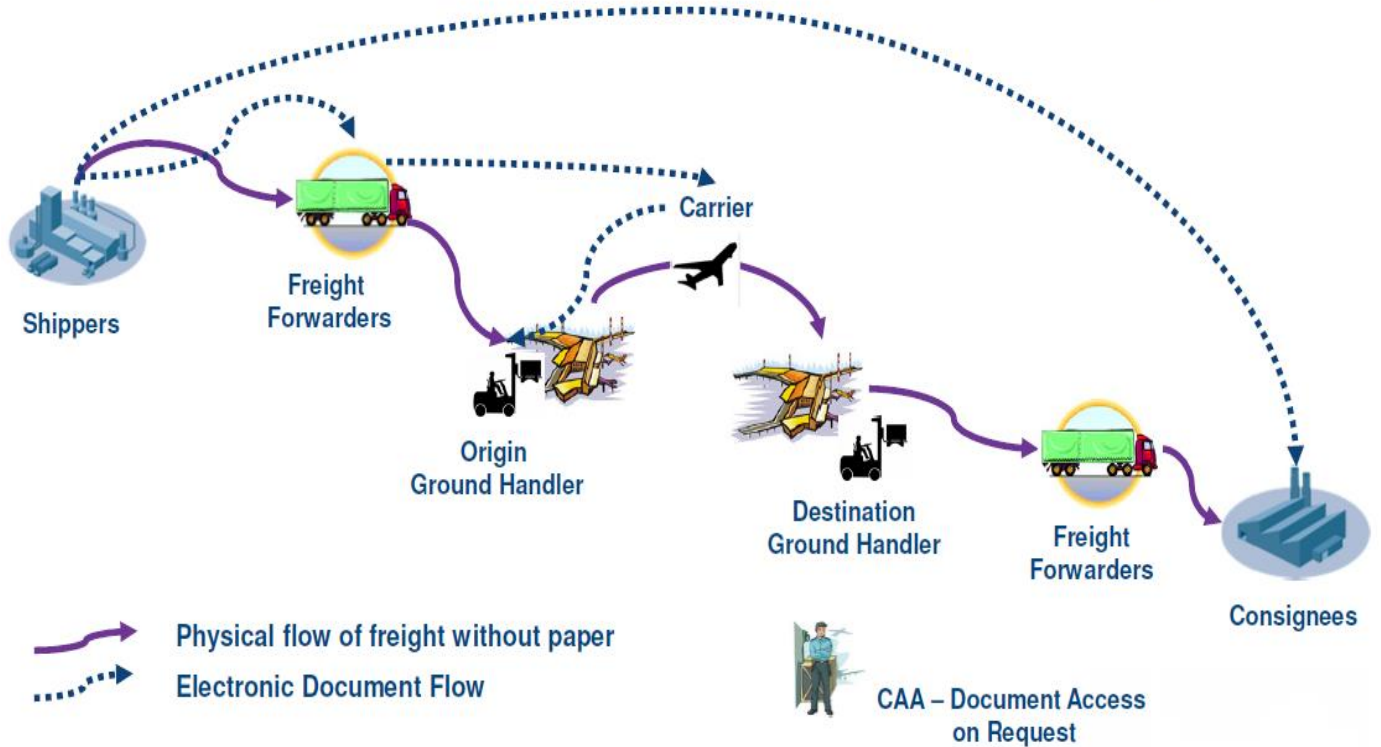 Carrier
Shippers
Freight
Forwarders
Origin
Ground Handler
Destination
Ground Handler
Freight
Forwarders
Consignees
Physical flow of freight without paper
Electronic Document Flow
CAA – Document Access
on Request